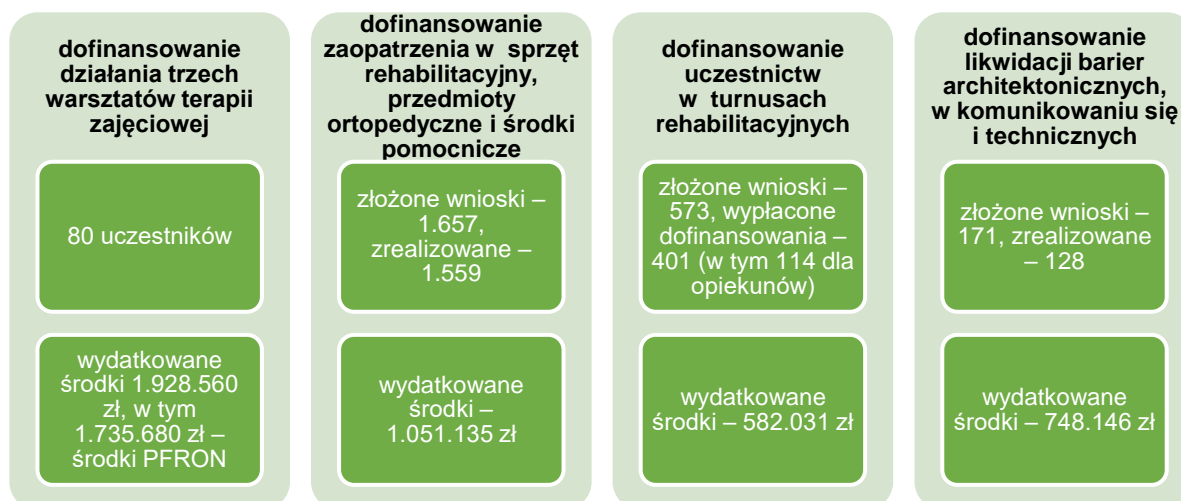 dofinansowanie
działania trzech
warsztatów terapii
zajęciowej
80 uczestników
wydatkowane
środki 1.928.560
zł, w tym
1.735.680 zł –
środki PFRON
dofinansowanie
zaopatrzenia w sprzęt
rehabilitacyjny,
przedmioty
ortopedyczne i środki
pomocnicze
złożone wnioski –
1.657,
zrealizowane –
1.559
wydatkowane
środki –
1.051.135 zł
dofinansowanie
uczestnictw
w turnusach
rehabilitacyjnych
złożone wnioski –
573, wypłacone
dofinansowania –
401 (w tym 114 dla
opiekunów)
wydatkowane
środki – 582.031 zł
dofinansowanie
likwidacji barier
architektonicznych,
w komunikowaniu się
i technicznych
złożone wnioski –
171, zrealizowane
– 128
wydatkowane
środki – 748.146 zł